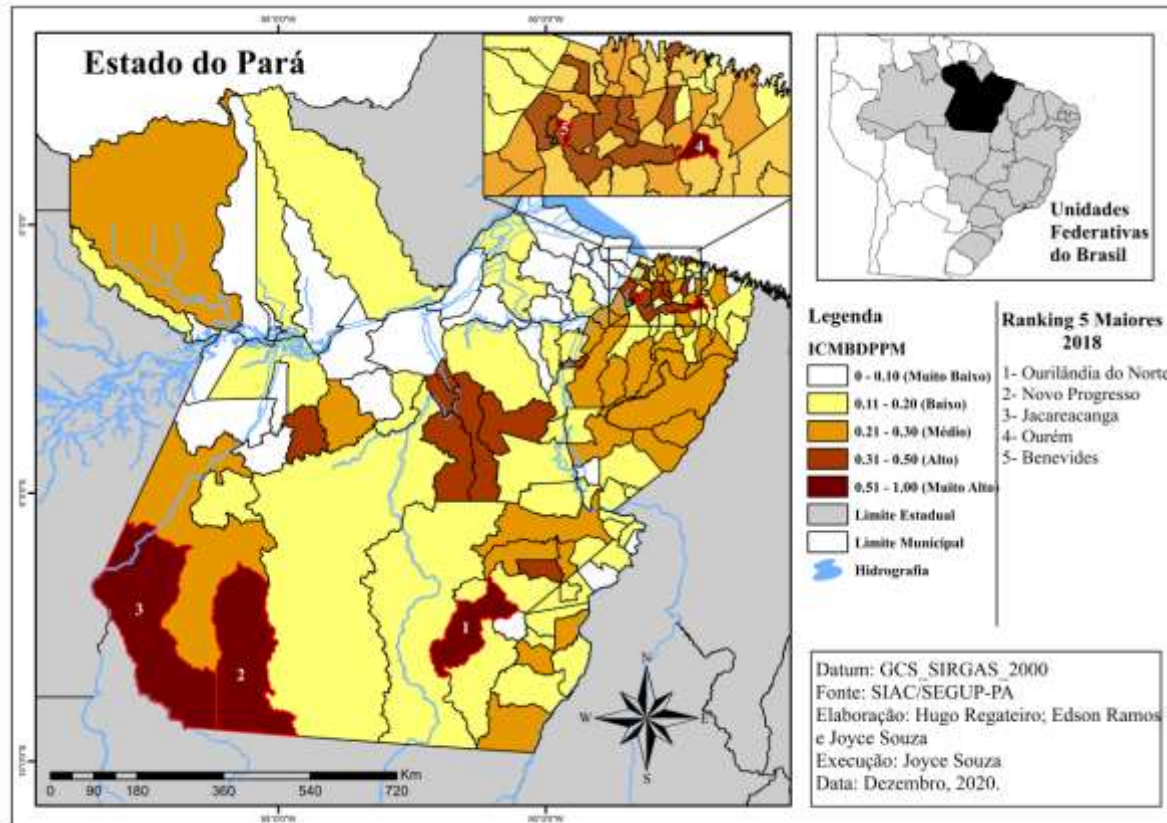 Estado do Pará
5
4
3
2
1
N
W
E
S
Km
0
90
180
360
540
720
Unidades
Federativas
do Brasil
Legenda
ICMBDPPM
0 - 0.10 (Muito Baixo)
0.11 - 0.20 (Baixo)
0.21 - 0.30 (Médio)
0.31 - 0.50 (Alto)
0.51 - 1.00 (Muito Alto)
Limite Estadual
Limite Municipal
Hidrografia
Ranking 5 Maiores
2018
1- Ourilândia do Norte
2- Novo Progresso
3- Jacareacanga
4- Ourém
5- Benevides
Datum: GCS_SIRGAS_2000
Fonte: SIAC/SEGUP-PA
Elaboração: Hugo Regateiro; Edson Ramos
e Joyce Souza
Execução: Joyce Souza
Data: Dezembro, 2020.